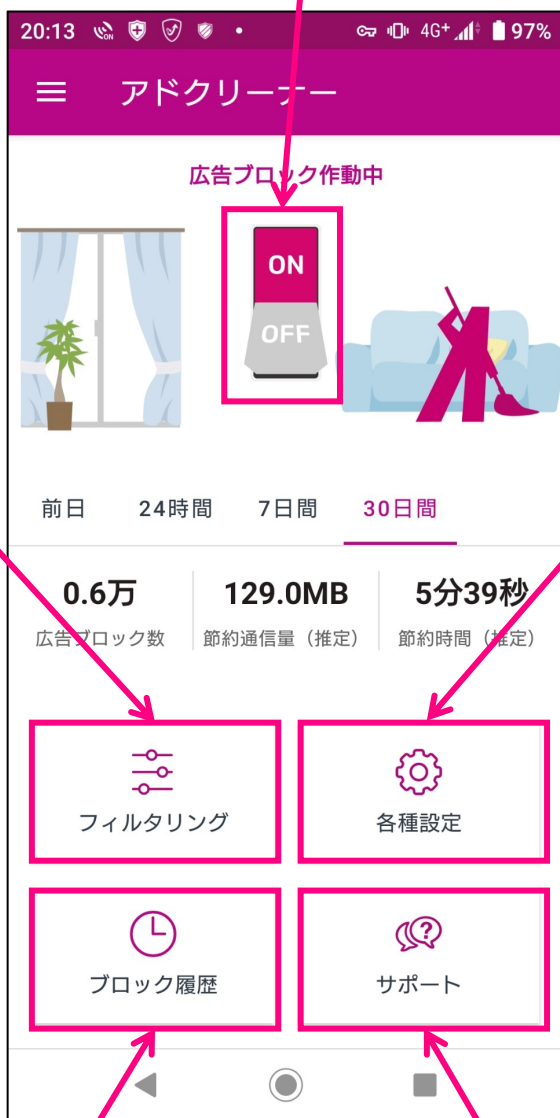 20:13 ON 4G+ 97%
アドクリーナー
広告ブロック作動中
ON
OFF
前日 24時間 7日間 30日間
0.6万 129.0MB 5分39秒
広告ブロック数 節約通信量（推定） 節約時間（推定）
フィルタリング 各種設定
ブロック履歴 サポート